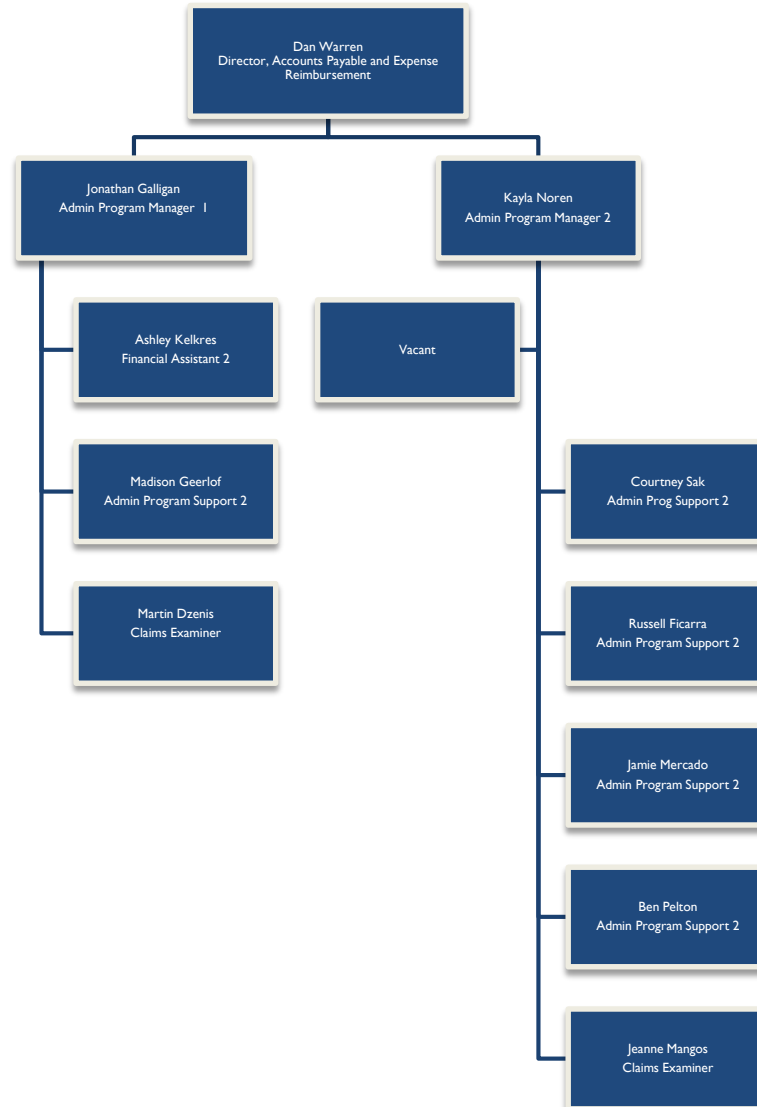 Dan Warren
Director, Accounts Payable and Expense
Reimbursement
Jonathan Galligan
Admin Program Manager 1
Kayla Noren
Admin Program Manager 2
Ashley Kelkres
Financial Assistant 2
Vacant
Madison Geerlof
Admin Program Support 2
Courtney Sak
Admin Prog Support 2
Martin Dzenis
Claims Examiner
Russell Ficarra
Admin Program Support 2
Jamie Mercado
Admin Program Support 2
Ben Pelton
Admin Program Support 2
Jeanne Mangos
Claims Examiner